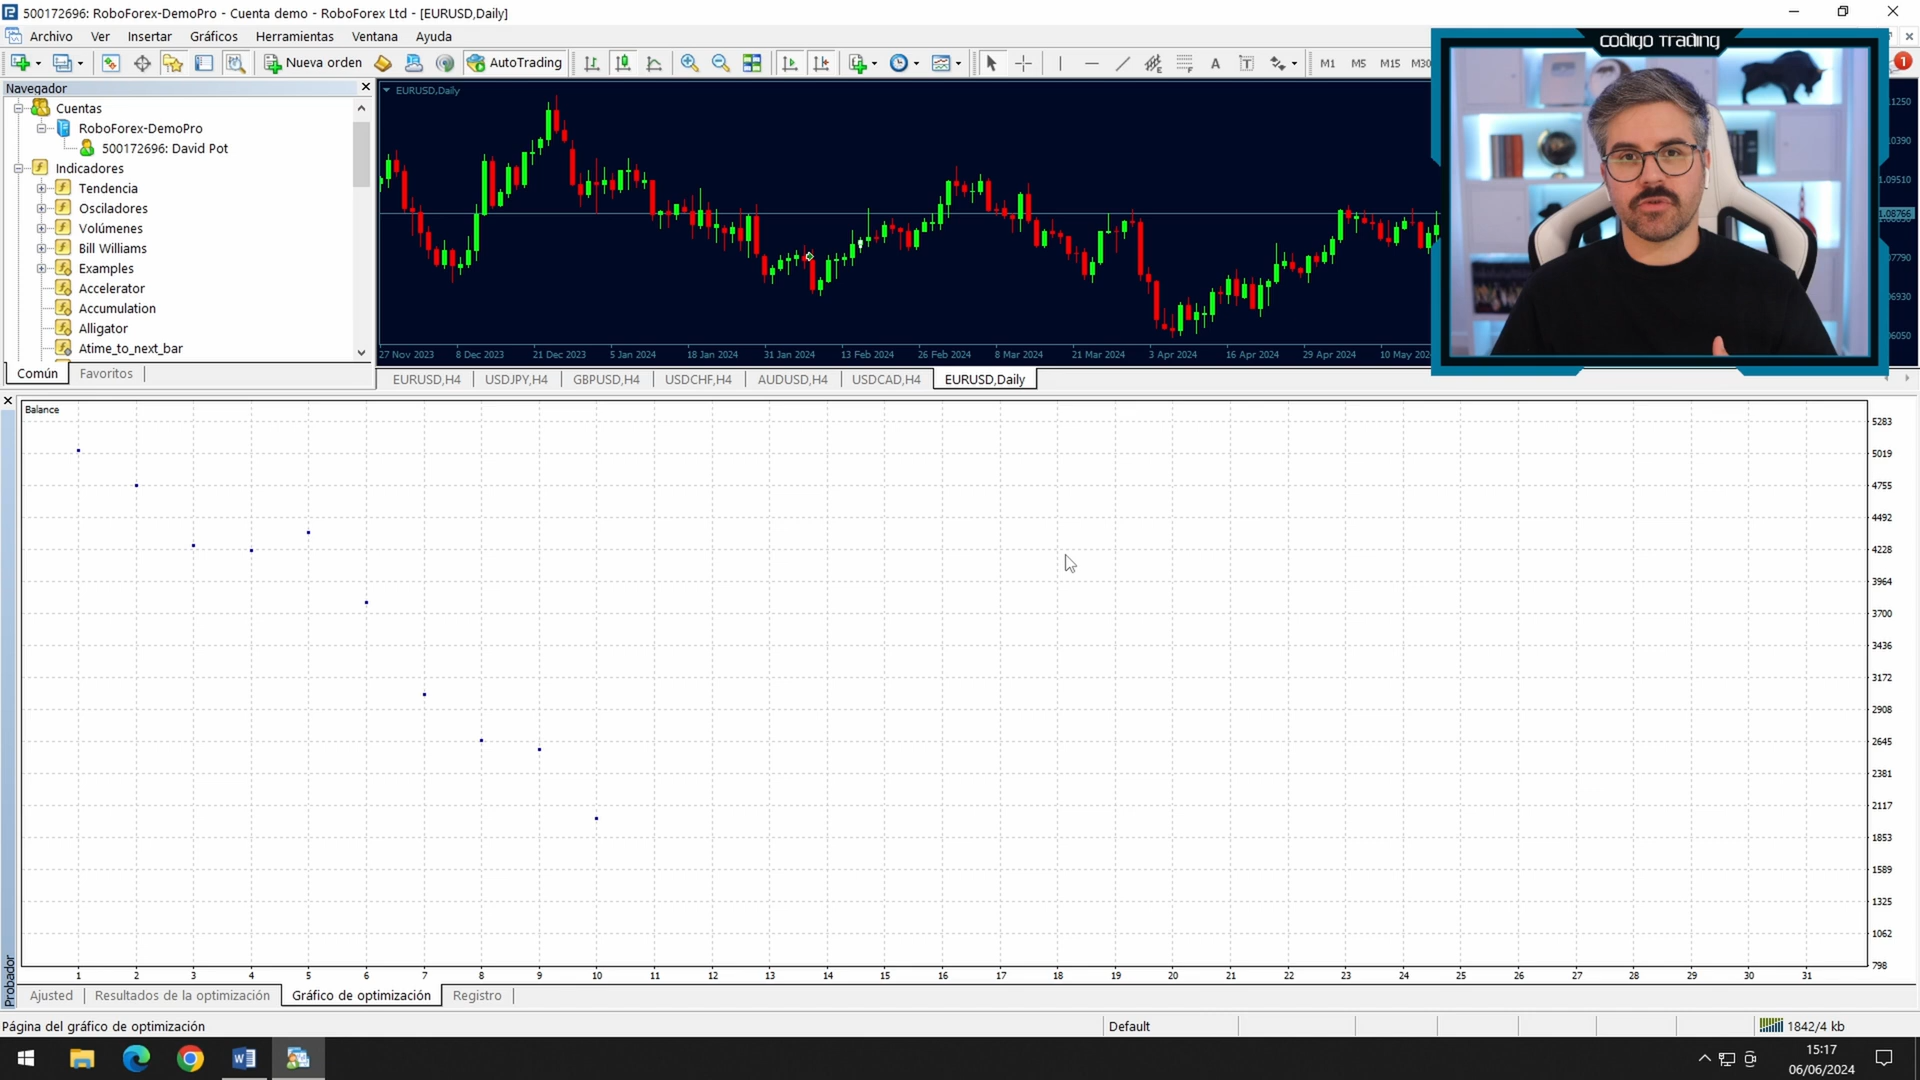 500172696: RoboForex-DemoPro - Cuenta demo - RoboForex Ltd - [EURUSD,Daily]
Archivo Ver Insertar Gráficos Herramientas Ventana Ayuda
Nueva orden AutoTrading A T M1 M5 M15 M30 1
codigo Trading
Navegador
Cuentas
RoboForex-DemoPro
500172696: David Pot
Indicadores
Tendencia
Osciladores
Volúmenes
Bill Williams
Examples
Accelerator
Accumulation
Alligator
Atime_to_next_bar
Común Favoritos
EURUSD,Daily
1.09510
1.08766
27 Nov 2023 8 Dec 2023 21 Dec 2023 5 Jan 2024 18 Jan 2024 31 Jan 2024 13 Feb 2024 26 Feb 2024 8 Mar 2024 21 Mar 2024 3 Apr 2024 16 Apr 2024 29 Apr 2024 10 May 2024
EURUSD,H4 USDJPY,H4 GBPUSD,H4 USDCHF,H4 AUDUSD,H4 USDCAD,H4 EURUSD,Daily
Balance
5283
5019
4755
4492
4228
3964
3700
3436
3172
2908
2645
2381
2117
1853
1589
1325
1062
798
1 2 3 4 5 6 7 8 9 10 11 12 13 14 15 16 17 18 19 20 21 22 23 24 25 26 27 28 29 30 31
Probador
Ajusted Resultados de la optimización Gráfico de optimización Registro
Página del gráfico de optimización Default 1842/4 kb
15:17
06/06/2024